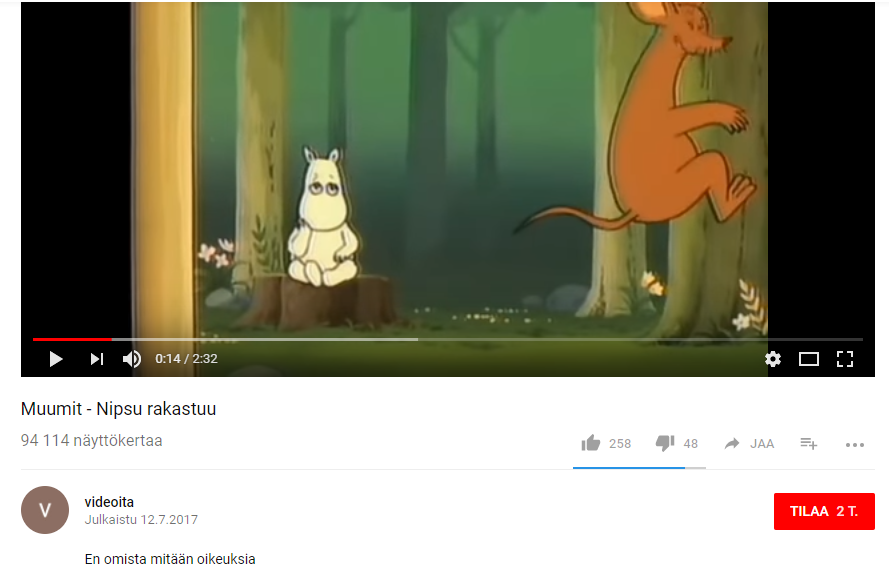 0:14 / 2:32
Muumit - Nipsu rakastuu
94 114 näyttökertaa
258 48 JAA
V
videoita
Julkaistu 12.7.2017
TILAA 2 T.
En omista mitään oikeuksia